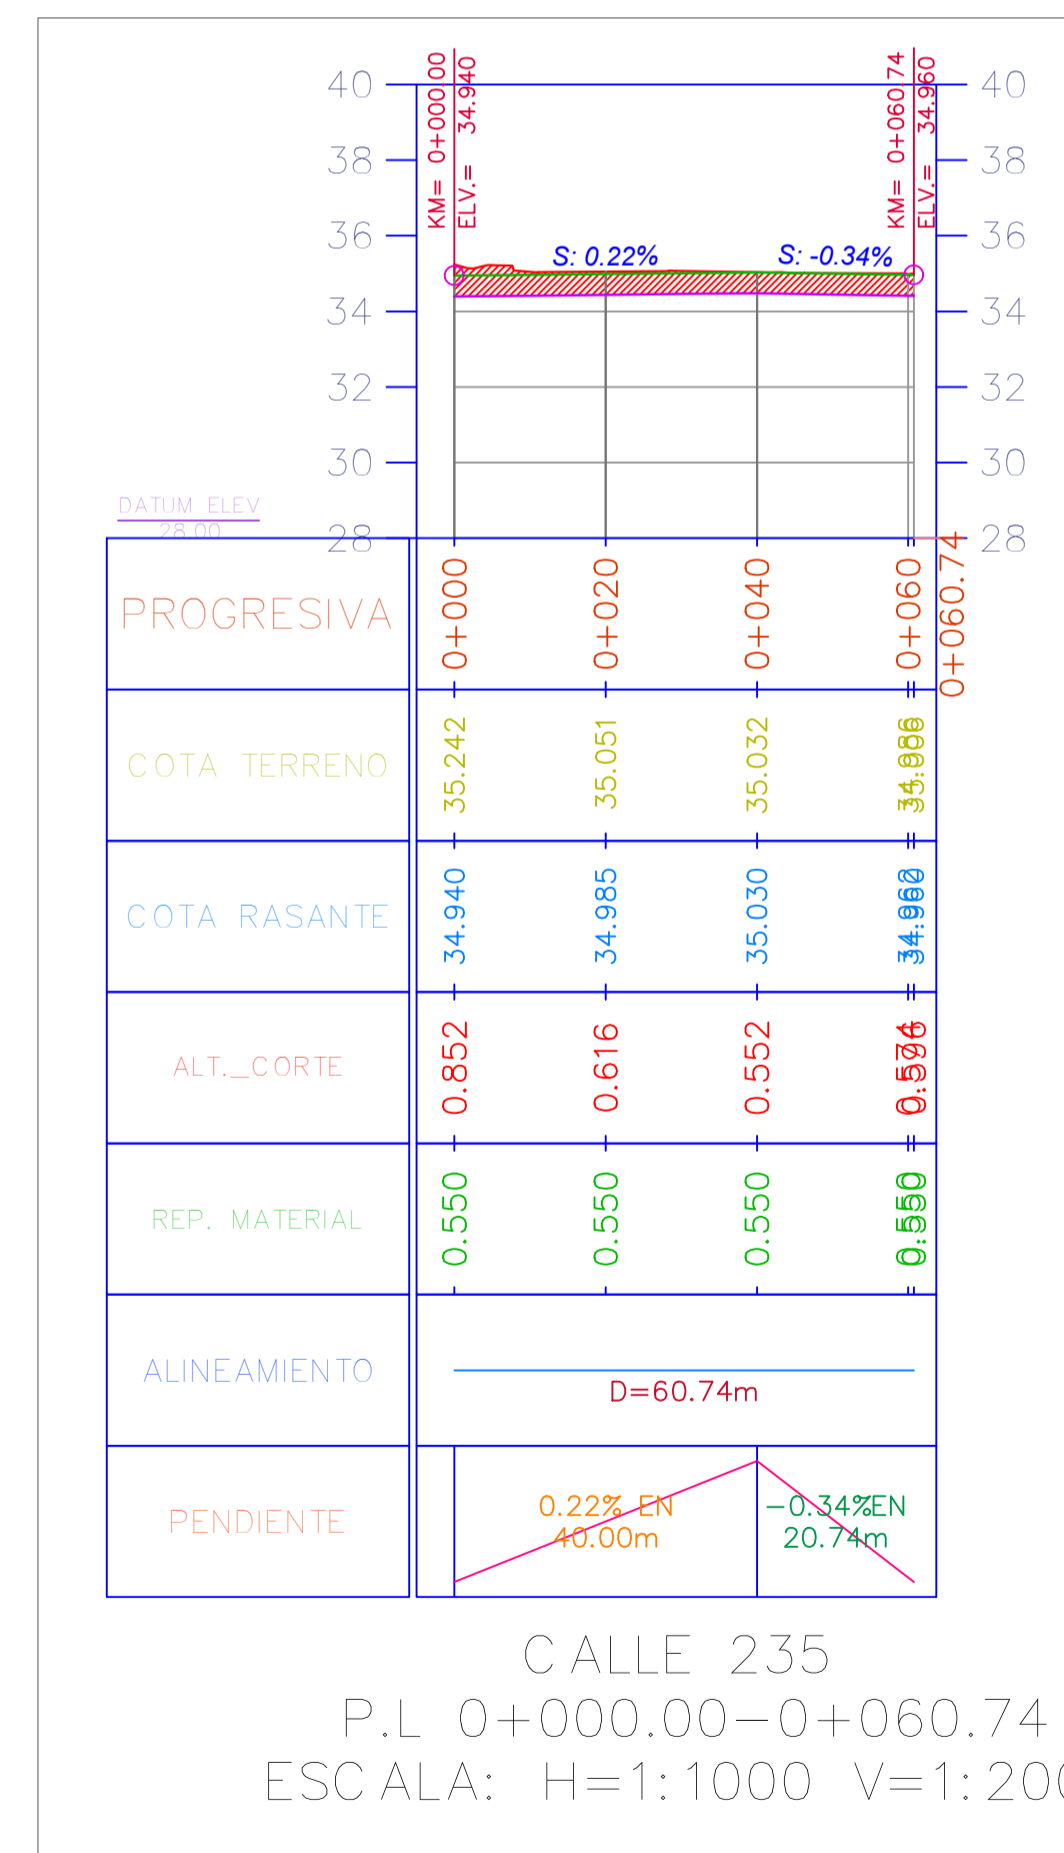 KM= 0+000.00
ELV.= 34.940
KM= 0+060.74
ELV.= 34.960
40 40
38 38
36 36
S: 0.22% S: -0.34%
34 34
32 32
30 30
DATUM ELEV
28.00
28 28
PROGRESIVA 0+000 0+020 0+040 0+060 0+060.74
COTA TERRENO 35.242 35.051 35.032
COTA RASANTE 34.940 34.985 35.030
ALT._CORTE 0.852 0.616 0.552
REP. MATERIAL 0.550 0.550 0.550
ALINEAMIENTO
D=60.74m
PENDIENTE
0.22% EN
40.00m
-0.34%EN
20.74m
CALLE 235
P.L 0+000.00-0+060.74
ESCALA: H=1:1000 V=1:200